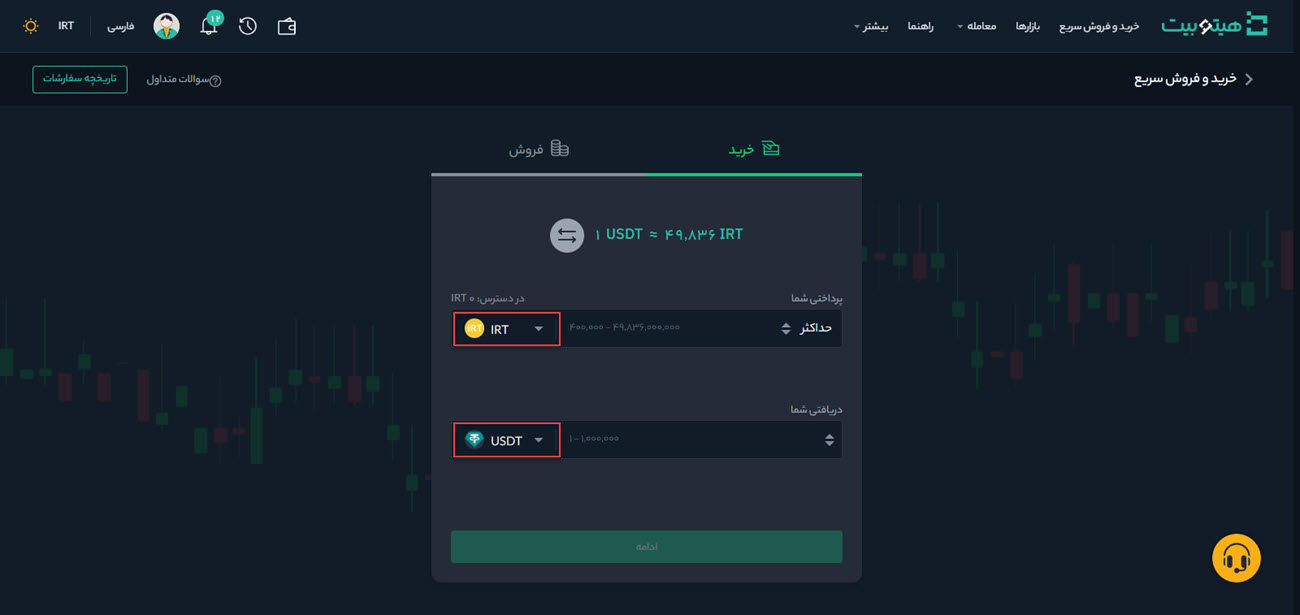 هیتوبیت
خرید و فروش سریع
بازارها
معامله
راهنما
بیشتر
۱۲
فارسی
IRT
خرید و فروش سریع
سوالات متداول
تاریخچه سفارشات
خرید
فروش
۱ USDT ≈ ۴۹,۸۳۶ IRT
پرداختی شما
در دسترس: ۰ IRT
حداکثر
۴۰۰,۰۰۰ – ۴۹,۸۳۶,۰۰۰,۰۰۰
IRT IRT
دریافتی شما
۱ – ۱,۰۰۰,۰۰۰
USDT
ادامه